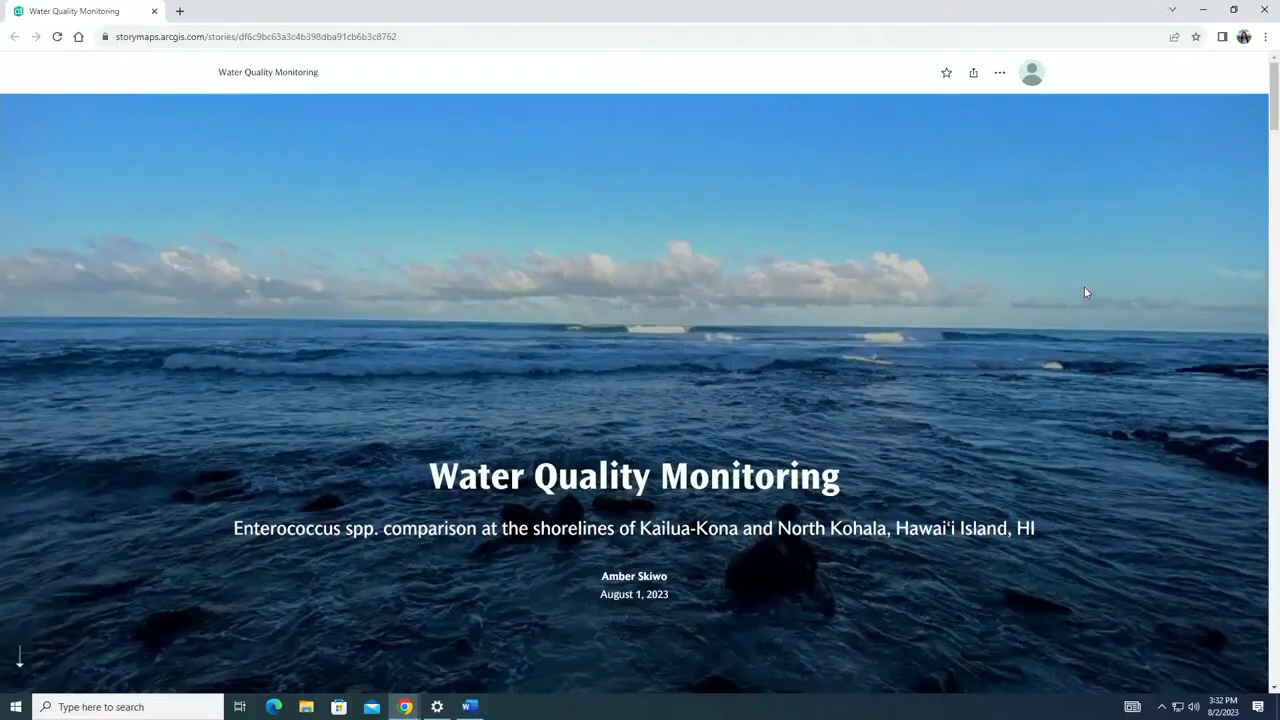 Water Quality Monitoring
storymaps.arcgis.com/stories/df6c9bc63a3c4b398dba91cb6b3c8762
Water Quality Monitoring
Water Quality Monitoring
Enterococcus spp. comparison at the shorelines of Kailua-Kona and North Kohala, Hawaiʻi Island, HI
Amber Skiwo
August 1, 2023
Type here to search
3:32 PM
8/2/2023